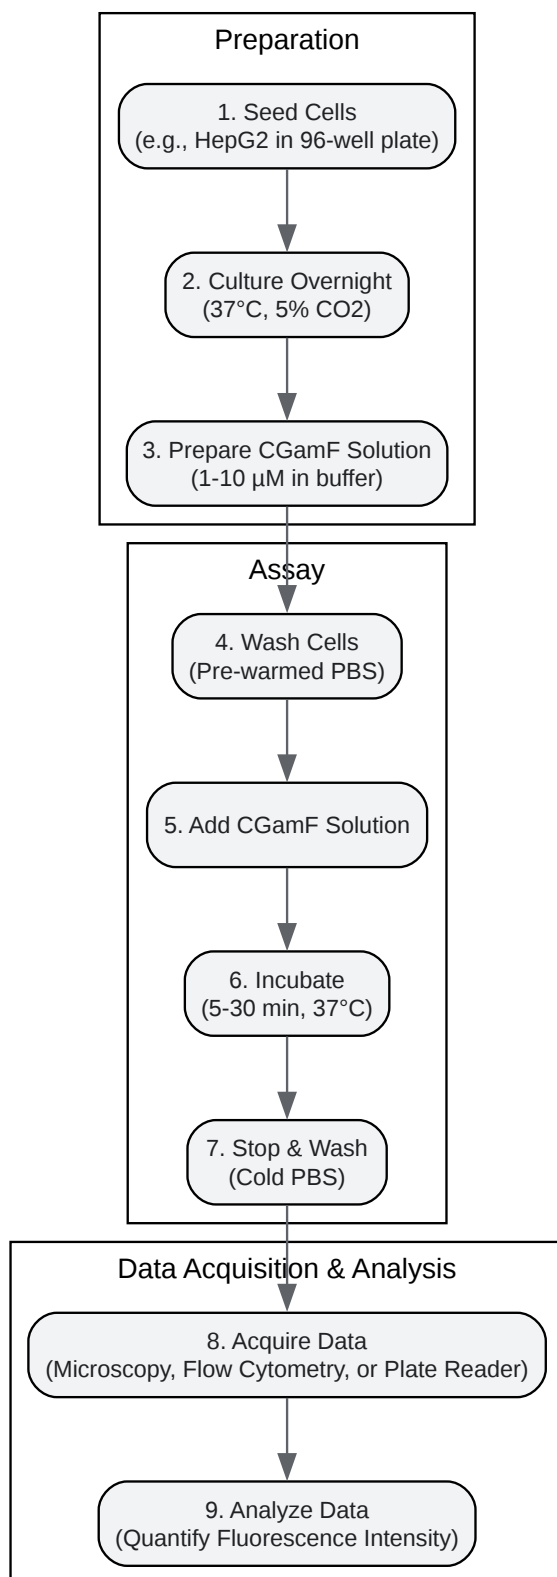 Preparation
1. Seed Cells
(e.g., HepG2 in 96-well plate)
2. Culture Overnight
(37°C, 5% CO2)
3. Prepare CGamF Solution
(1-10 µM in buffer)
Assay
4. Wash Cells
(Pre-warmed PBS)
5. Add CGamF Solution
6. Incubate
(5-30 min, 37°C)
7. Stop & Wash
(Cold PBS)
Data Acquisition & Analysis
8. Acquire Data
(Microscopy, Flow Cytometry, or Plate Reader)
9. Analyze Data
(Quantify Fluorescence Intensity)